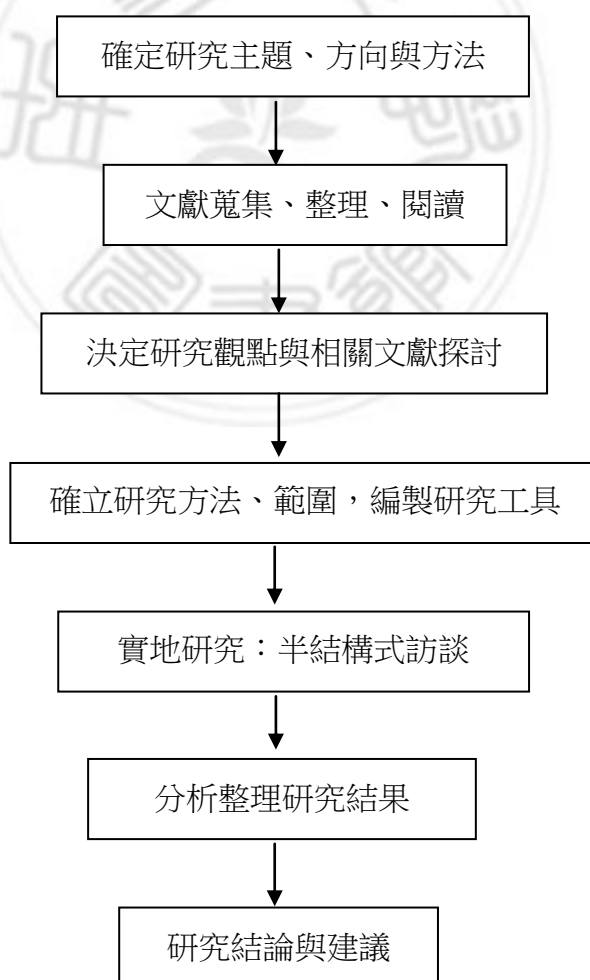 確定研究主題、方向與方法
文獻蒐集、整理、閱讀
決定研究觀點與相關文獻探討
確立研究方法、範圍，編製研究工具
實地研究：半結構式訪談
分析整理研究結果
研究結論與建議